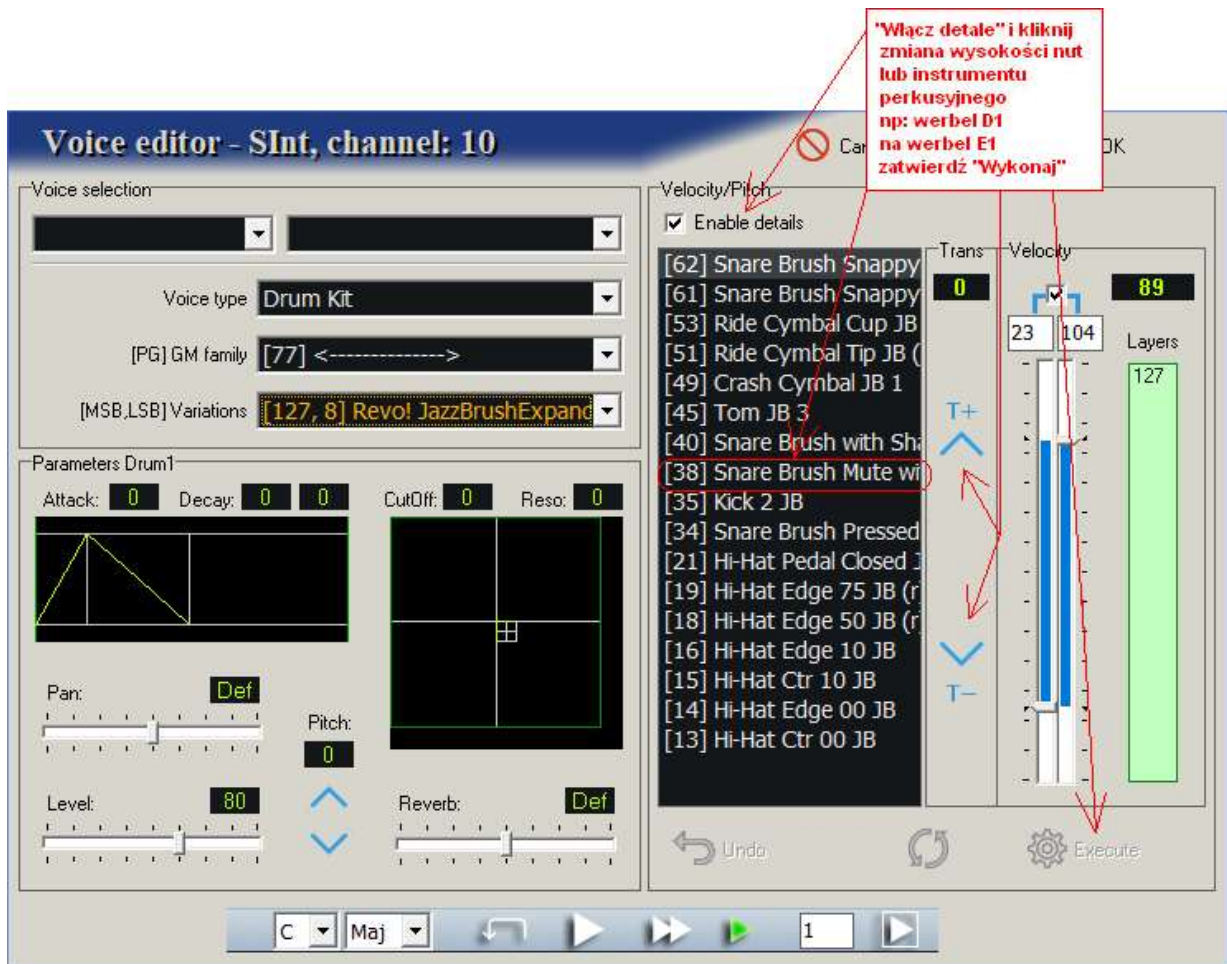 "Włącz detale" i kliknij
zmiana wysokości nut
lub instrumentu
perkusyjnego
np: werbel D1
na werbel E1
zatwierdź "Wykonaj"
Voice editor - SInt, channel: 10
Voice selection
Voice type
Drum Kit
[PG] GM family
[77] <-------------->
[MSB,LSB] Variations
[127, 8] Revo! JazzBrushExpand
Parameters Drum1
Attack: 0 Decay: 0 0 CutOff: 0 Reso: 0
Pan: Def
Pitch:
0
Level: 80
Reverb: Def
Velocity/Pitch
Enable details
[62] Snare Brush Snappy
[61] Snare Brush Snappy
[53] Ride Cymbal Cup JB
[51] Ride Cymbal Tip JB (
[49] Crash Cymbal JB 1
[45] Tom JB 3
[40] Snare Brush with Sha
[38] Snare Brush Mute wi
[35] Kick 2 JB
[34] Snare Brush Pressed
[21] Hi-Hat Pedal Closed J
[19] Hi-Hat Edge 75 JB (r
[18] Hi-Hat Edge 50 JB (r
[16] Hi-Hat Edge 10 JB
[15] Hi-Hat Ctr 10 JB
[14] Hi-Hat Edge 00 JB
[13] Hi-Hat Ctr 00 JB
Trans
0
T+
T-
Velocity
89
23 104
Layers
127
Undo
Execute
C Maj 1